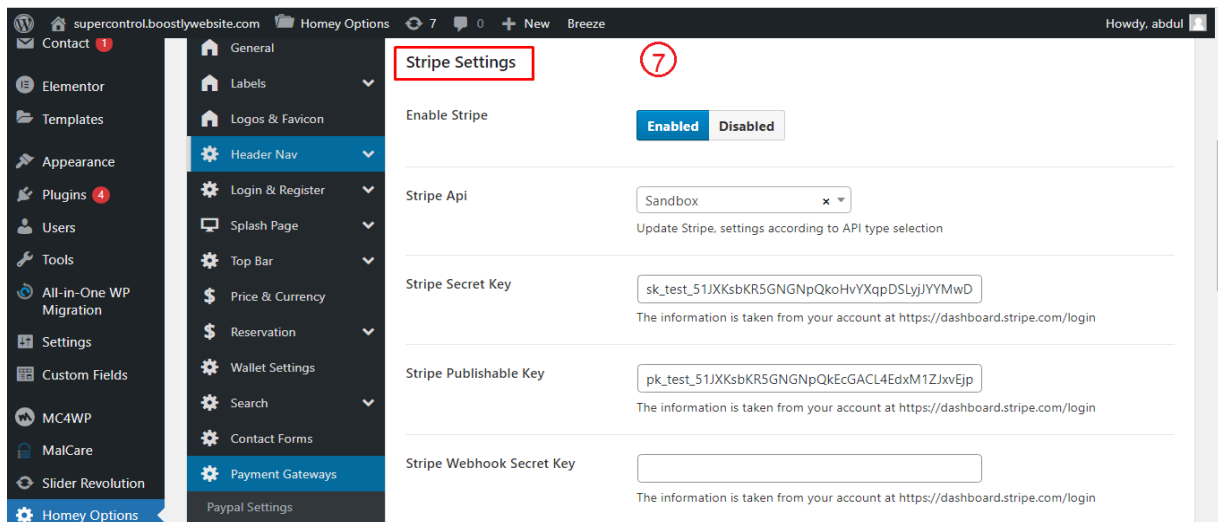 supercontrol.boostlywebsite.com Homey Options 7 0 New Breeze Howdy, abdul
Contact 1
Elementor
Templates
Appearance
Plugins 4
Users
Tools
All-in-One WP
Migration
Settings
Custom Fields
MC4WP
MalCare
Slider Revolution
Homey Options
General
Labels
Logos & Favicon
Header Nav
Login & Register
Splash Page
Top Bar
Price & Currency
Reservation
Wallet Settings
Search
Contact Forms
Payment Gateways
Paypal Settings
Stripe Settings 7
Enable Stripe
Enabled Disabled
Stripe Api
Sandbox × 
Update Stripe, settings according to API type selection
Stripe Secret Key
sk_test_51JXKsbKR5GNGNpQkoHvYXqpDSLyjJYYMwD
The information is taken from your account at https://dashboard.stripe.com/login
Stripe Publishable Key
pk_test_51JXKsbKR5GNGNpQkEcGACL4EdxM1ZJxvEjp
The information is taken from your account at https://dashboard.stripe.com/login
Stripe Webhook Secret Key
The information is taken from your account at https://dashboard.stripe.com/login